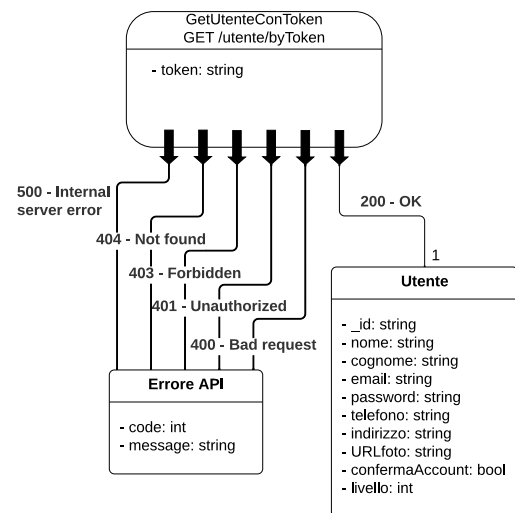 GetUtenteConToken
GET /utente/byToken
- token: string
500 - Internal
server error
200 - OK
404 - Not found
403 - Forbidden
401 - Unauthorized
400 - Bad request
1
Utente
- _id: string
- nome: string
- cognome: string
- email: string
- password: string
- telefono: string
- indirizzo: string
- URLfoto: string
- confermaAccount: bool
- livello: int
Errore API
- code: int
- message: string